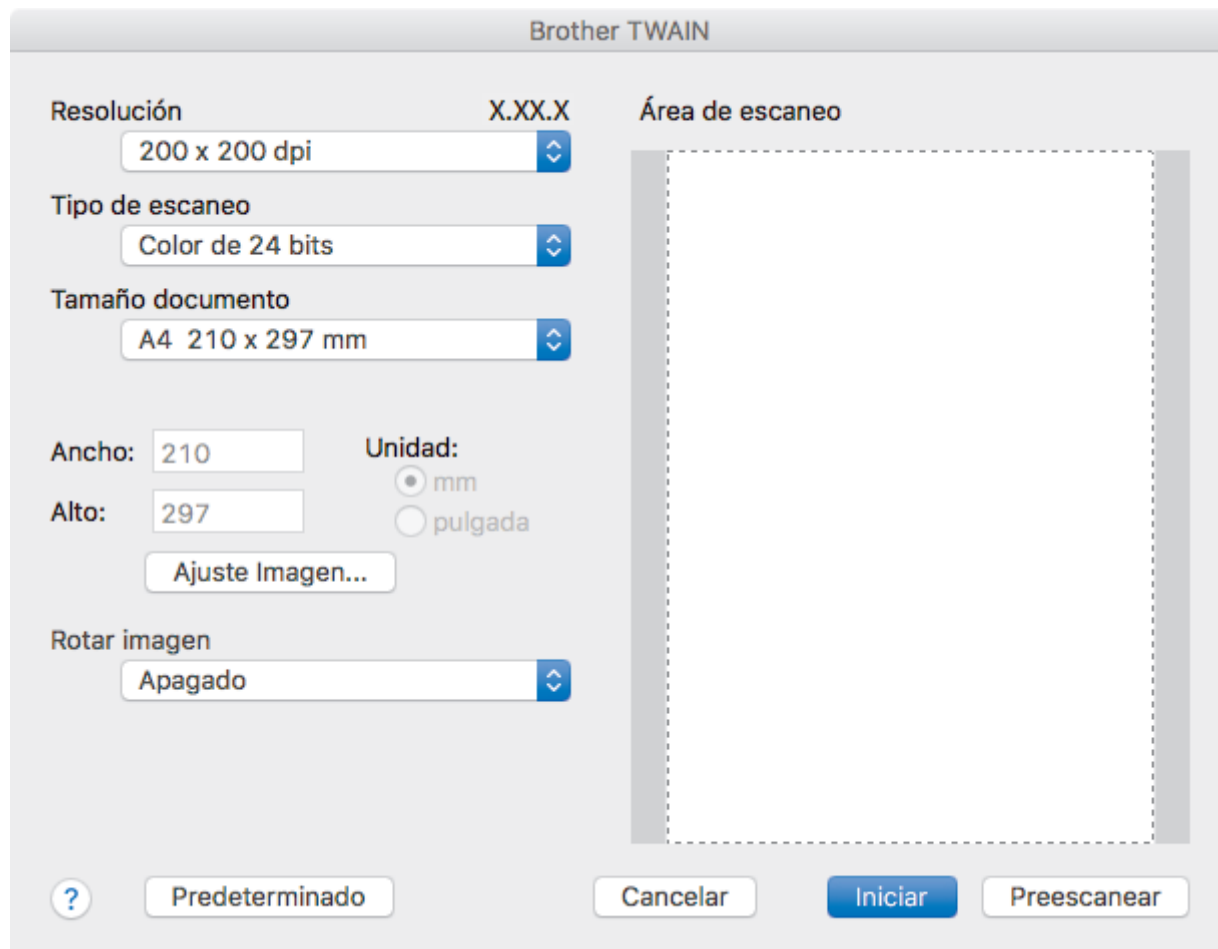 Brother TWAIN
Resolución X.XX.X
200 x 200 dpi
Tipo de escaneo
Color de 24 bits
Tamaño documento
A4 210 x 297 mm
Ancho: 210
Alto: 297
Unidad:
mm
pulgada
Ajuste Imagen...
Rotar imagen
Apagado
Área de escaneo
? Predeterminado Cancelar Iniciar Preescanear